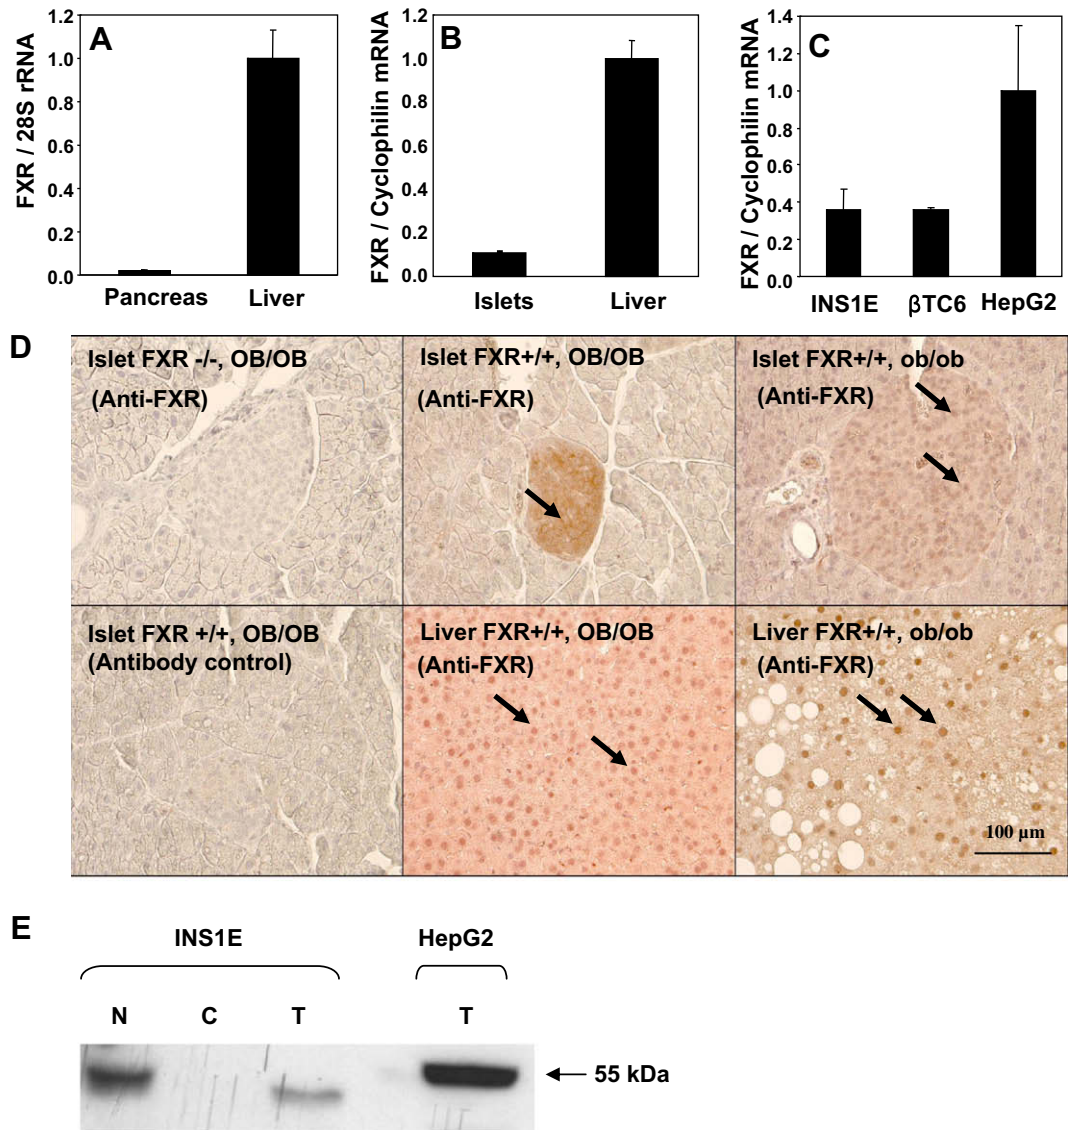 A
FXR / 28S rRNA
1.2
1.0
0.8
0.6
0.4
0.2
0.0
Pancreas Liver
B
FXR / Cyclophilin mRNA
1.2
1.0
0.8
0.6
0.4
0.2
0.0
Islets Liver
C
FXR / Cyclophilin mRNA
1.4
1.2
1.0
0.8
0.6
0.4
0.2
0.0
INS1E βTC6 HepG2
D
Islet FXR -/-, OB/OB
(Anti-FXR)
Islet FXR+/+, OB/OB
(Anti-FXR)
Islet FXR+/+, ob/ob
(Anti-FXR)
Islet FXR +/+, OB/OB
(Antibody control)
Liver FXR+/+, OB/OB
(Anti-FXR)
Liver FXR+/+, ob/ob
(Anti-FXR)
100 µm
E
INS1E HepG2
N C T T
55 kDa